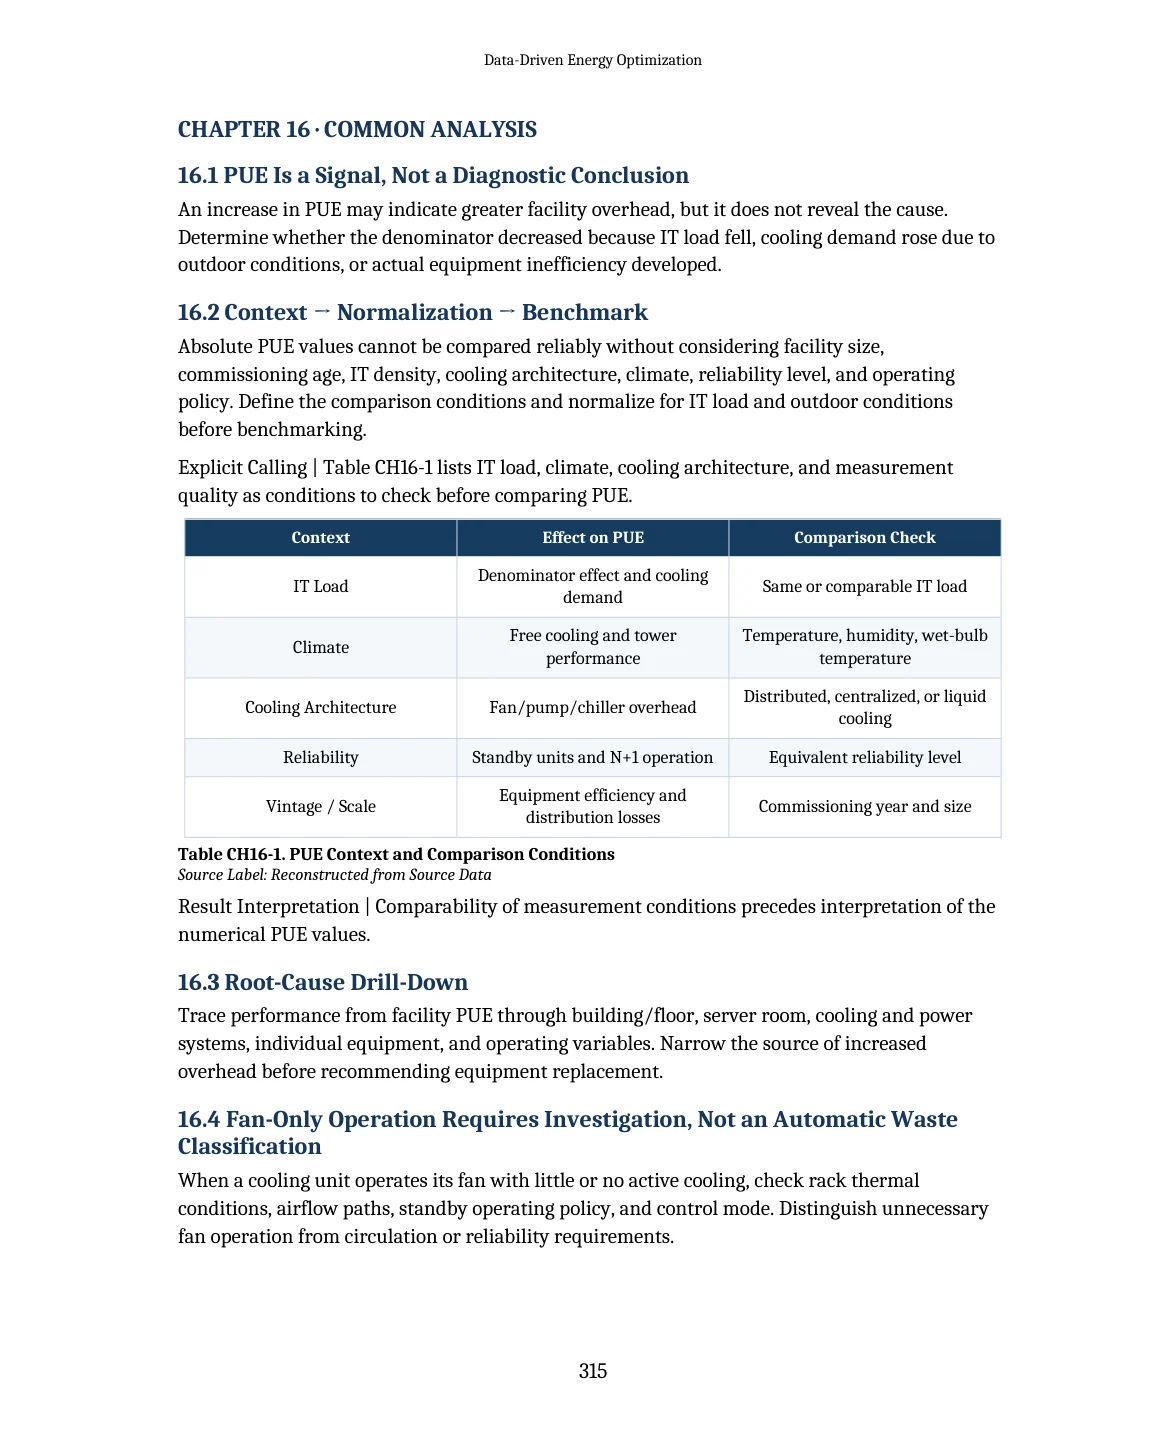 Data-Driven Energy Optimization
CHAPTER 16 · COMMON ANALYSIS
16.1 PUE Is a Signal, Not a Diagnostic Conclusion
An increase in PUE may indicate greater facility overhead, but it does not reveal the cause.
Determine whether the denominator decreased because IT load fell, cooling demand rose due to
outdoor conditions, or actual equipment inefficiency developed.
16.2 Context → Normalization → Benchmark
Absolute PUE values cannot be compared reliably without considering facility size,
commissioning age, IT density, cooling architecture, climate, reliability level, and operating
policy. Define the comparison conditions and normalize for IT load and outdoor conditions
before benchmarking.
Explicit Calling | Table CH16-1 lists IT load, climate, cooling architecture, and measurement
quality as conditions to check before comparing PUE.
Context Effect on PUE Comparison Check
IT Load
Denominator effect and cooling
demand
Same or comparable IT load
Climate
Free cooling and tower
performance
Temperature, humidity, wet-bulb
temperature
Cooling Architecture
Fan/pump/chiller overhead
Distributed, centralized, or liquid
cooling
Reliability
Standby units and N+1 operation
Equivalent reliability level
Vintage / Scale
Equipment efficiency and
distribution losses
Commissioning year and size
Table CH16-1. PUE Context and Comparison Conditions
Source Label: Reconstructed from Source Data
Result Interpretation | Comparability of measurement conditions precedes interpretation of the
numerical PUE values.
16.3 Root-Cause Drill-Down
Trace performance from facility PUE through building/floor, server room, cooling and power
systems, individual equipment, and operating variables. Narrow the source of increased
overhead before recommending equipment replacement.
16.4 Fan-Only Operation Requires Investigation, Not an Automatic Waste
Classification
When a cooling unit operates its fan with little or no active cooling, check rack thermal
conditions, airflow paths, standby operating policy, and control mode. Distinguish unnecessary
fan operation from circulation or reliability requirements.
315